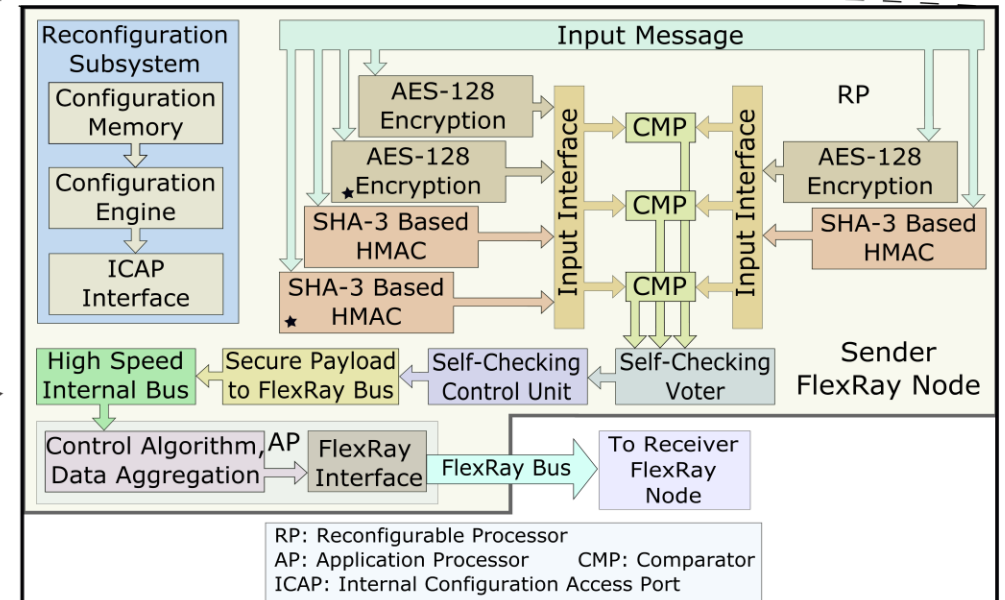 Reconfiguration
Subsystem
Configuration
Memory
Configuration
Engine
ICAP
Interface
Input Message
AES-128
Encryption
AES-128
Encryption
SHA-3 Based
HMAC
SHA-3 Based
HMAC
Input Interface
CMP
CMP
CMP
Input Interface
RP
AES-128
Encryption
SHA-3 Based
HMAC
High Speed
Internal Bus
Secure Payload
to FlexRay Bus
Self-Checking
Control Unit
Self-Checking
Voter
Sender
FlexRay Node
Control Algorithm,
Data Aggregation
AP
FlexRay
Interface
FlexRay Bus
To Receiver
FlexRay
Node
RP: Reconfigurable Processor
AP: Application Processor CMP: Comparator
ICAP: Internal Configuration Access Port